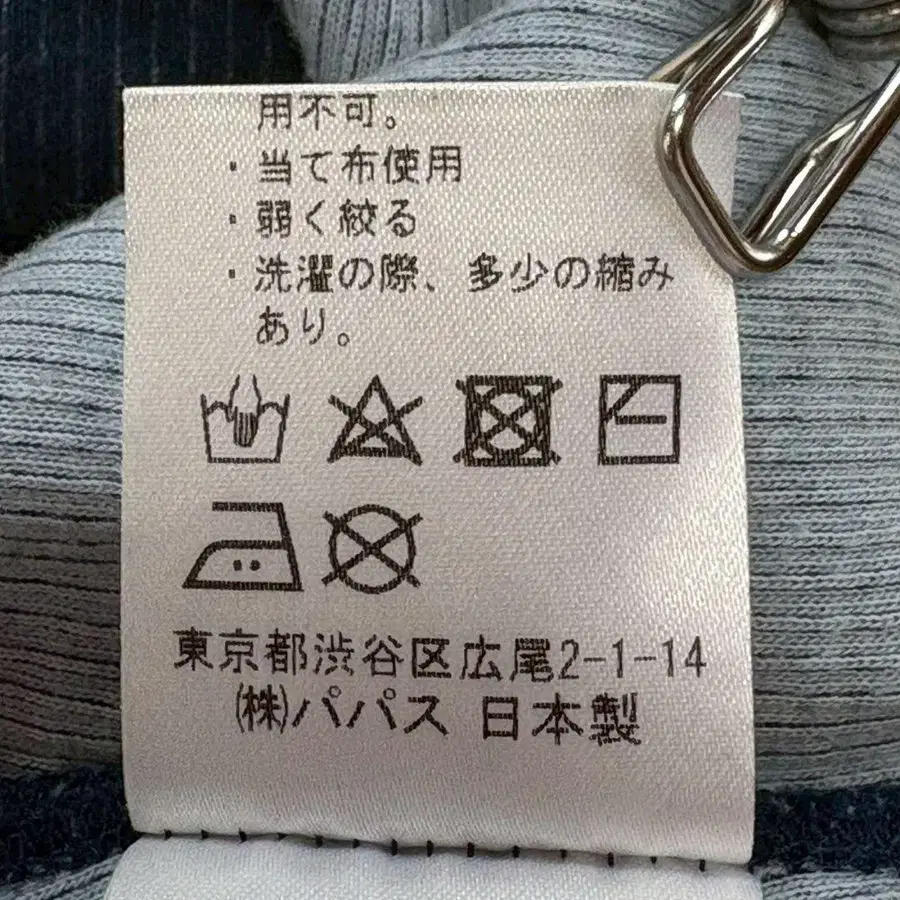 用不可。
・当て布使用
・弱く絞る
・洗濯の際、多少の縮み
あり。
東京都渋谷区広尾2-1-14
㈱パパス 日本製